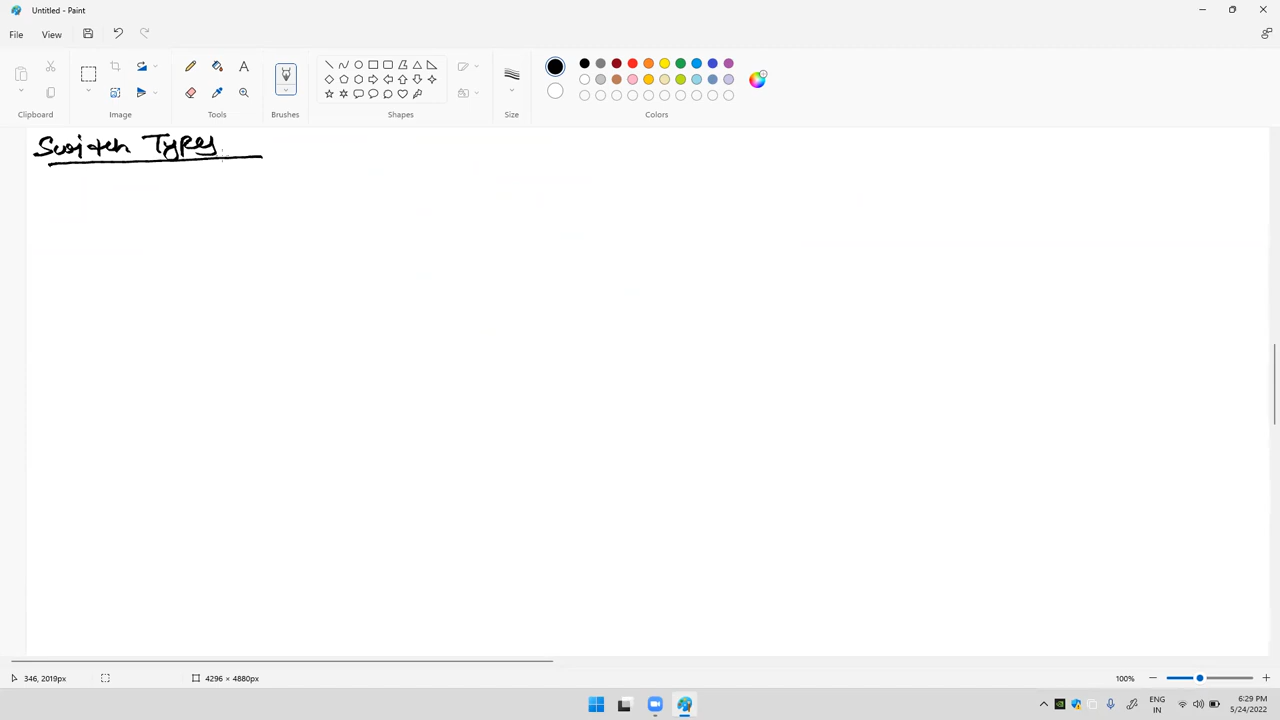 Untitled - Paint
File View
Clipboard Image Tools Brushes Shapes Size Colors
Switch Types
346, 2019px 4296 × 4880px 100%
ENG
IN
6:29 PM
5/24/2022